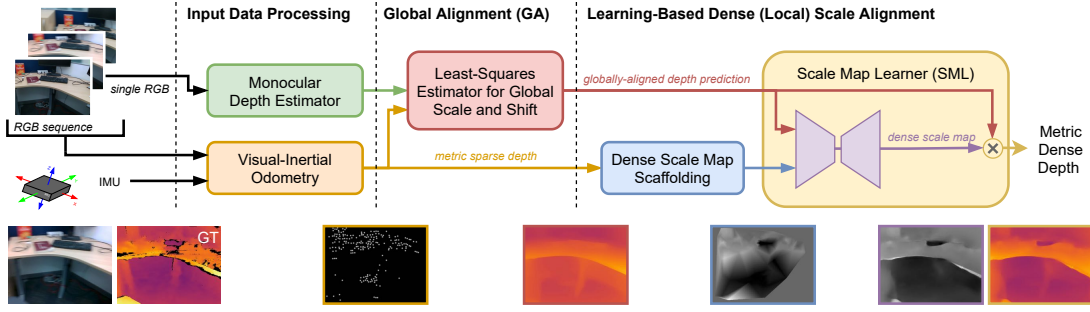 Input Data Processing
Global Alignment (GA)
Learning-Based Dense (Local) Scale Alignment
single RGB
RGB sequence
IMU
Monocular
Depth Estimator
Visual-Inertial
Odometry
Least-Squares
Estimator for Global
Scale and Shift
metric sparse depth
globally-aligned depth prediction
Dense Scale Map
Scaffolding
Scale Map Learner (SML)
dense scale map
Metric
Dense
Depth
GT